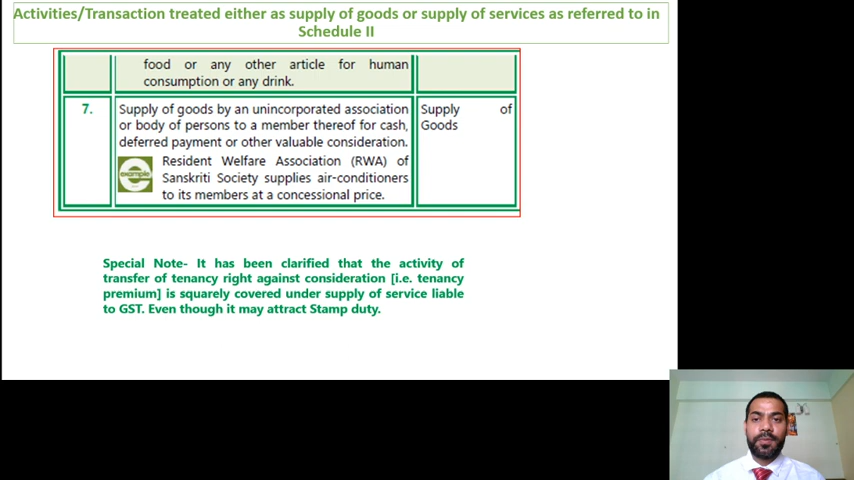 Activities/Transaction treated either as supply of goods or supply of services as referred to in
Schedule II
food or any other article for human
consumption or any drink.
7.
Supply of goods by an unincorporated association
or body of persons to a member thereof for cash,
deferred payment or other valuable consideration.
Supply of
Goods
example
Resident Welfare Association (RWA) of
Sanskriti Society supplies air-conditioners
to its members at a concessional price.
Special Note- It has been clarified that the activity of
transfer of tenancy right against consideration [i.e. tenancy
premium] is squarely covered under supply of service liable
to GST. Even though it may attract Stamp duty.